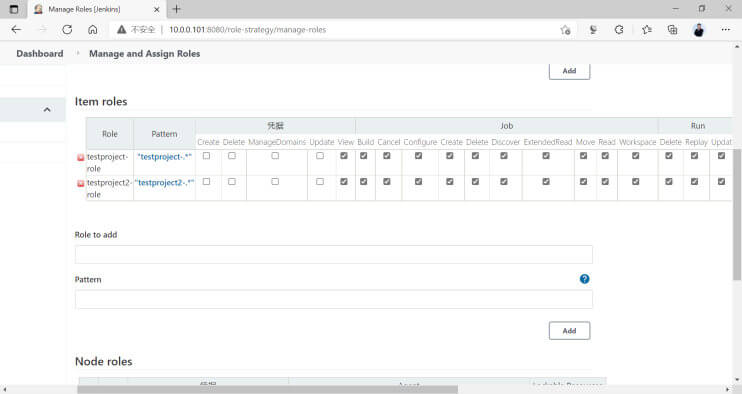 Manage Roles [Jenkins]
不安全 | 10.0.0.101:8080/role-strategy/manage-roles
Dashboard Manage and Assign Roles
Add
Item roles
Role Pattern 凭据 Job Run
Create Delete ManageDomains Update View Build Cancel Configure Create Delete Discover ExtendedRead Move Read Workspace Delete Replay Updat
testproject- "testproject-.*"
role
testproject2- "testproject2-.*"
role
Role to add
Pattern ?
Add
Node roles
凭据 Agent Lockable Resources